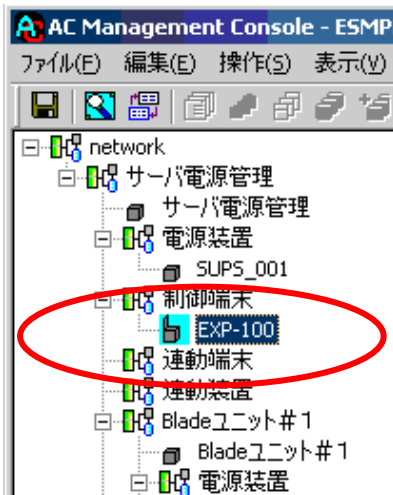 AC Management Console - ESMP
ファイル(F) 編集(E) 操作(S) 表示(V)
network
サーバ電源管理
サーバ電源管理
電源装置
SUPS_001
制御端末
EXP-100
連動端末
連動装置
Bladeユニット#1
Bladeユニット#1
電源装置